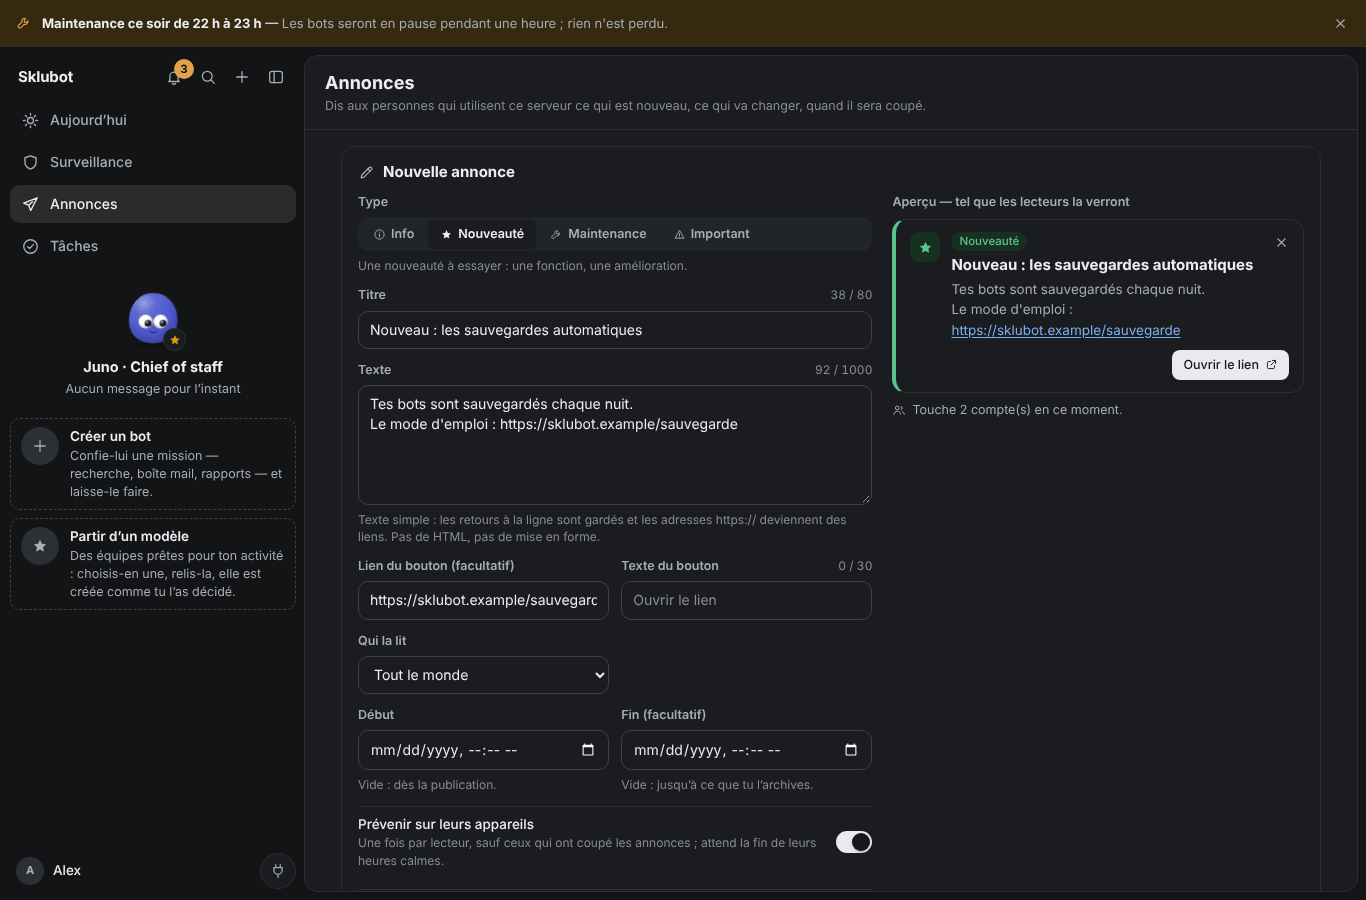 Maintenance ce soir de 22 h à 23 h — Les bots seront en pause pendant une heure ; rien n'est perdu.
Sklubot
3
Aujourd’hui
Surveillance
Annonces
Tâches
Juno · Chief of staff
Aucun message pour l’instant
Créer un bot
Confie-lui une mission —
recherche, boîte mail, rapports — et
laisse-le faire.
Partir d’un modèle
Des équipes prêtes pour ton activité
: choisis-en une, relis-la, elle est
créée comme tu l’as décidé.
A
Alex
Annonces
Dis aux personnes qui utilisent ce serveur ce qui est nouveau, ce qui va changer, quand il sera coupé.
Nouvelle annonce
Type
Info Nouveauté Maintenance Important
Une nouveauté à essayer : une fonction, une amélioration.
Titre 38 / 80
Nouveau : les sauvegardes automatiques
Texte 92 / 1000
Tes bots sont sauvegardés chaque nuit.
Le mode d'emploi : https://sklubot.example/sauvegarde
Texte simple : les retours à la ligne sont gardés et les adresses https:// deviennent des
liens. Pas de HTML, pas de mise en forme.
Lien du bouton (facultatif) Texte du bouton 0 / 30
https://sklubot.example/sauvegard Ouvrir le lien
Qui la lit
Tout le monde
Début Fin (facultatif)
mm/dd/yyyy, --:-- -- mm/dd/yyyy, --:-- --
Vide : dès la publication. Vide : jusqu’à ce que tu l’archives.
Prévenir sur leurs appareils
Une fois par lecteur, sauf ceux qui ont coupé les annonces ; attend la fin de leurs
heures calmes.
Aperçu — tel que les lecteurs la verront
Nouveauté
Nouveau : les sauvegardes automatiques
Tes bots sont sauvegardés chaque nuit.
Le mode d'emploi :
https://sklubot.example/sauvegarde
Ouvrir le lien
Touche 2 compte(s) en ce moment.